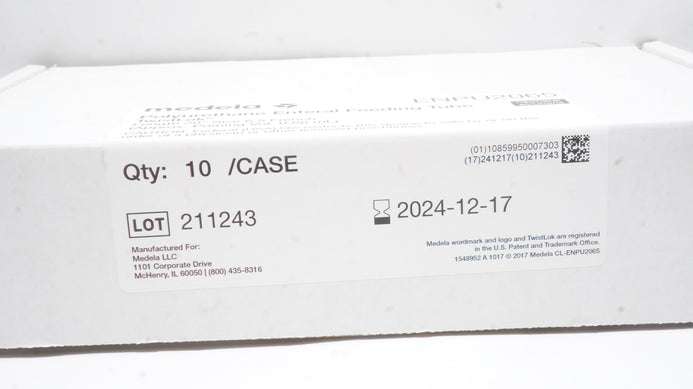 ENPU2065
medela
Polyurethane Enteral Feeding Tube
Qty: 10 /CASE
(01)10859950007303
(17)241217(10)211243
LOT 211243
2024-12-17
Manufactured For:
Medela LLC
1101 Corporate Drive
McHenry, IL 60050 | (800) 435-8316
Medela wordmark and logo and TwistLok are registered
in the U.S. Patent and Trademark Office.
1548952 A 1017 © 2017 Medela CL-ENPU2065